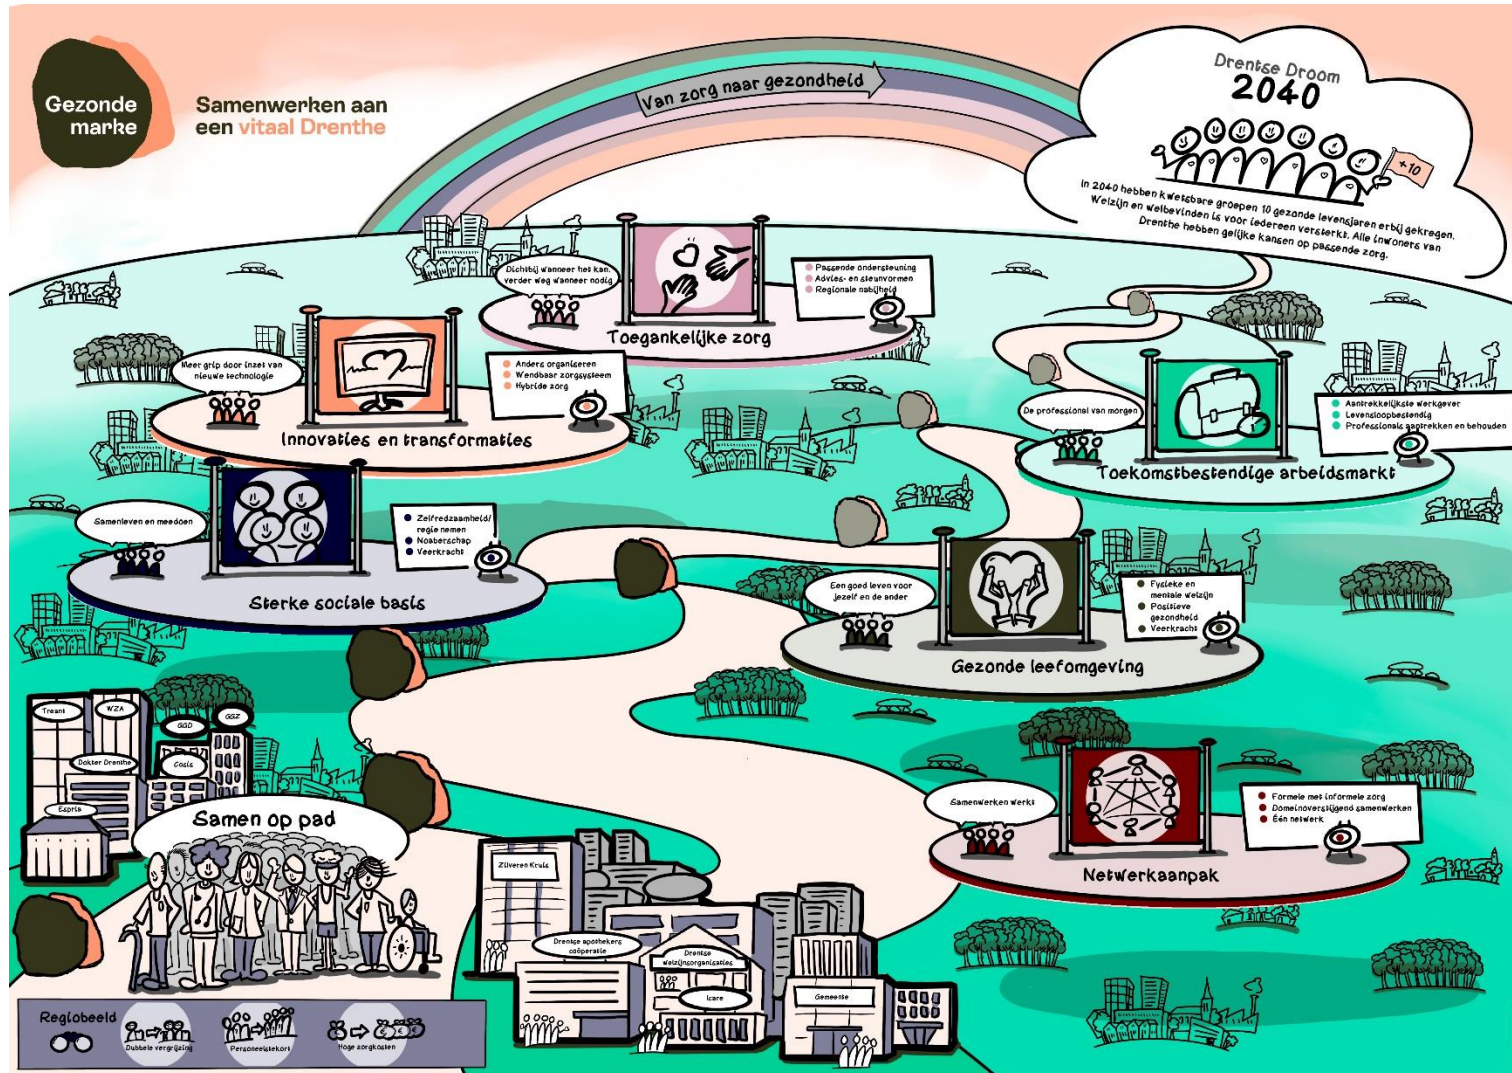 Gezonde
marke
Samenwerken aan
een vitaal Drenthe
Van zorg naar gezondheid
Drentse Droom
2040
+10
In 2040 hebben kwetsbare groepen 10 gezonde levensjaren erbij gekregen.
Welzijn en welbevinden is voor iedereen versterkt. Alle inwoners van
Drenthe hebben gelijke kansen op passende zorg.
Dichtbij wanneer het kan,
verder weg wanneer nodig
Passende ondersteuning
Advies- en steunvormen
Regionale nabijheid
Toegankelijke zorg
Meer grip door inzet van
nieuwe technologie
Anders organiseren
Wendbaar zorgsysteem
Hybride zorg
Innovaties en transformaties
De professional van morgen
Aantrekkelijkste werkgever
Levensloopbestendig
Professionals aantrekken en behouden
Toekomstbestendige arbeidsmarkt
Samenleven en meedoen
Zelfredzaamheid/
regie nemen
Noaberschap
Veerkracht
Sterke sociale basis
Een goed leven voor
jezelf en de ander
Fysieke en
mentale welzijn
Positieve
gezondheid
Veerkracht
Gezonde leefomgeving
Samenwerken werkt
Formele met informele zorg
Domeinoverstijgend samenwerken
Één netwerk
Netwerkaanpak
Treant
WZA
GGD
GGZ
Dokter Drenthe
Cosis
Espria
Samen op pad
Zilveren Kruis
Drentse apothekers
coöperatie
Drentse
welzijnsorganisaties
Icare
Gemeente
Regiobeeld
Dubbele vergrijzing
Personeelstekort
Hoge zorgkosten